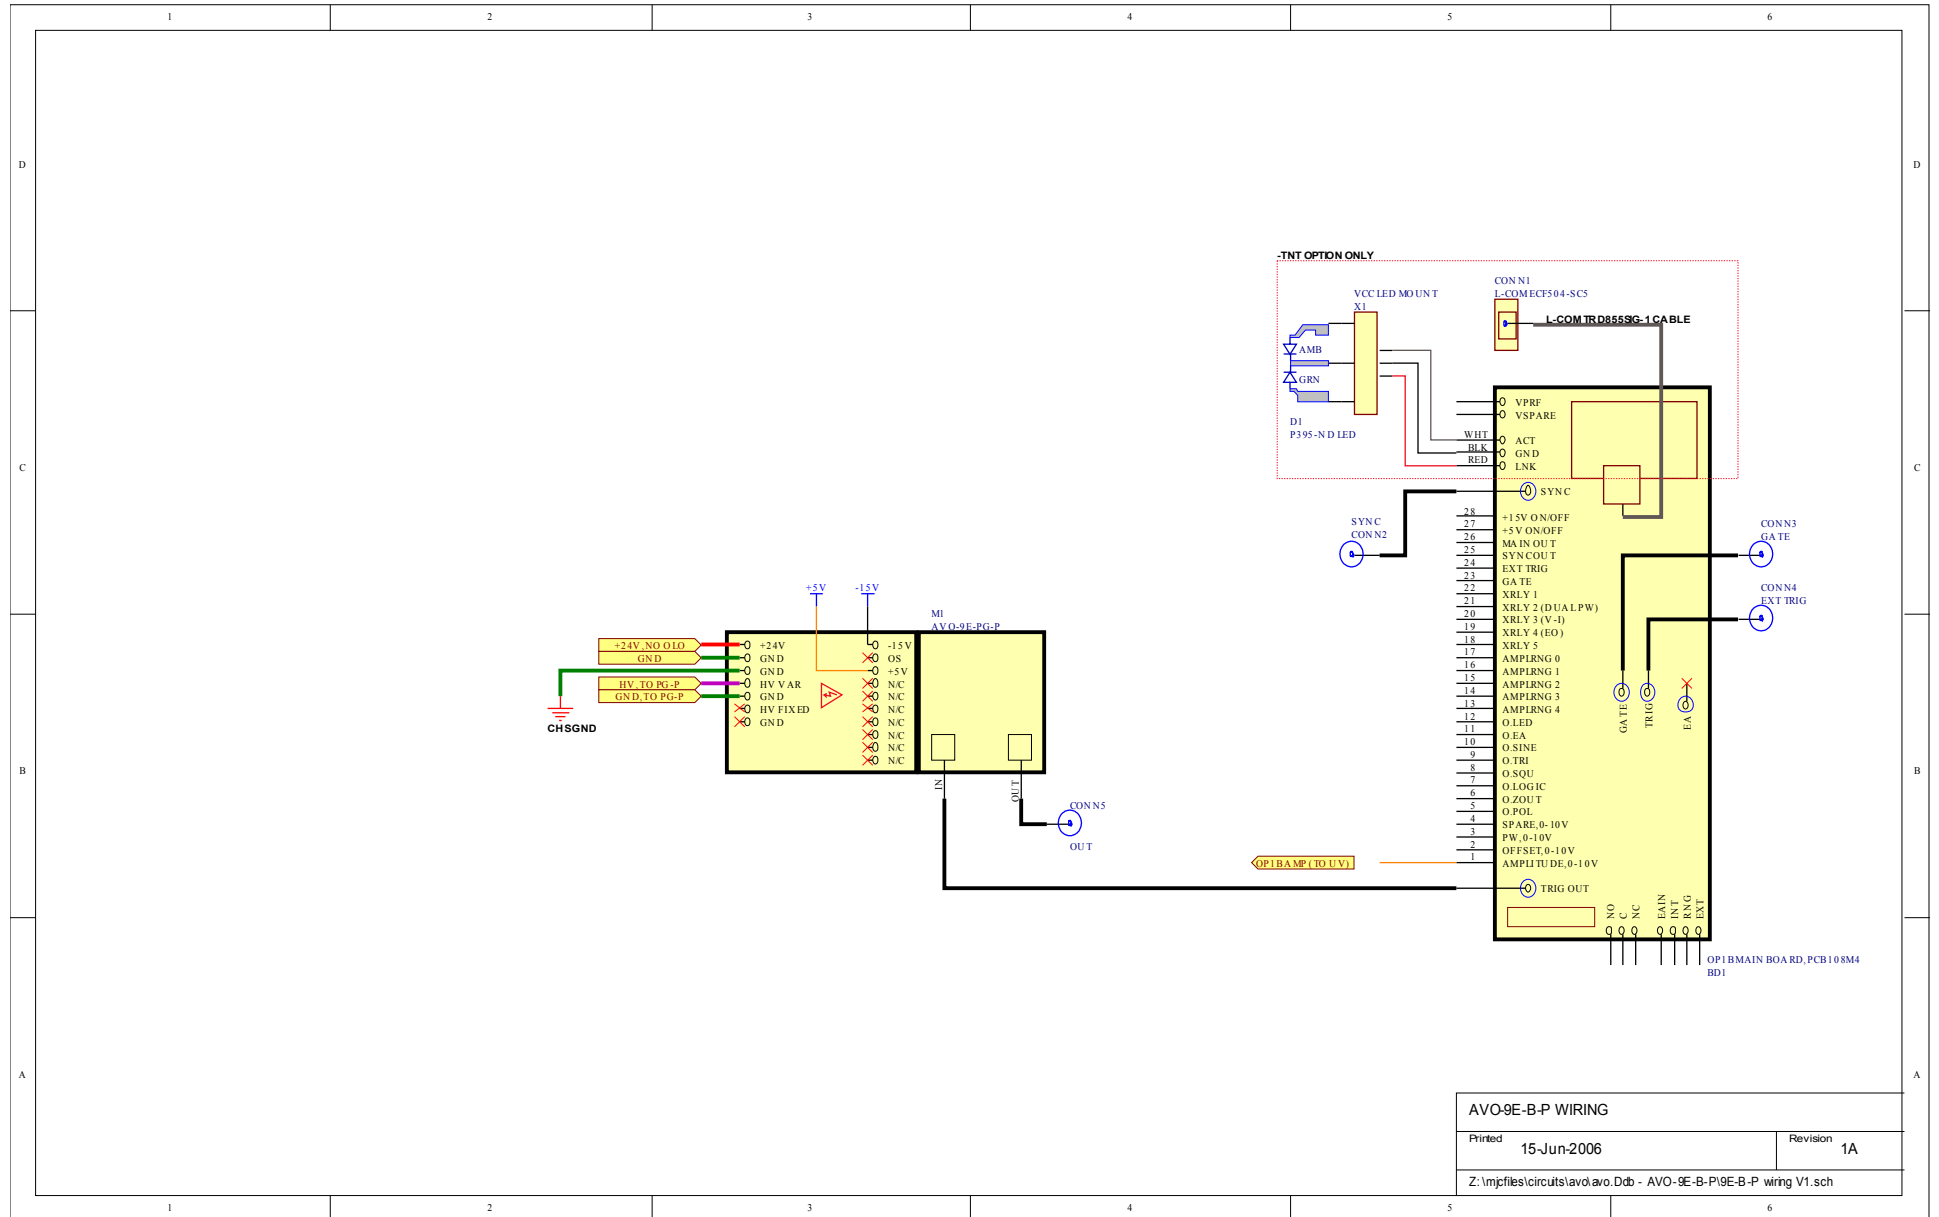 1 2 3 4 5 6
D D
-TNT OPTION ONLY
CONN1
L-COM ECF504-SC5
VCC LED MOUNT
X1
L-COM TRD855SIG-1 CABLE
AMB
GRN
D1
P395-ND LED
VPRF
VSPARE
WHT ACT
BLK GND
RED LNK
C C
SYNC
SYNC
CONN2
CONN3
GATE
CONN4
EXT TRIG
28 +15V ON/OFF
27 +5V ON/OFF
26 MAIN OUT
25 SYNCOUT
24 EXT TRIG
23 GATE
22 XRLY 1
21 XRLY 2 (DUAL PW)
20 XRLY 3 (V-I)
19 XRLY 4 (EO)
18 XRLY 5
17 AMPLRNG 0
16 AMPLRNG 1
15 AMPLRNG 2
14 AMPLRNG 3
13 AMPLRNG 4
12 O.LED
11 O.EA
10 O.SINE
9 O.TRI
8 O.SQU
7 O.LOGIC
6 O.ZOUT
5 O.POL
4 SPARE, 0-10V
3 PW, 0-10V
2 OFFSET, 0-10V
1 AMPLITUDE, 0-10V
GATE
TRIG
EA
+5V -15V
M1
AVO-9E-PG-P
+24V, NO OLO +24V -15V
GND GND OS
GND +5V
HV, TO PG-P HV VAR N/C
GND, TO PG-P GND N/C
HV FIXED N/C
GND N/C
N/C
N/C
N/C
CHSGND
IN
OUT
B B
CONN5
OUT
OP1B AMP (TO UV)
TRIG OUT
NO
C
NC
EAIN
INT
RNG
EXT
OP1B MAIN BOARD, PCB108M4
BD1
A A
AVO-9E-B-P WIRING
Printed 15-Jun-2006
Revision 1A
Z:\mjcfiles\circuits\avo\avo.Ddb - AVO-9E-B-P\9E-B-P wiring V1.sch
1 2 3 4 5 6